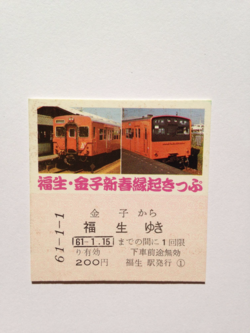 福生・金子新春縁起きっぷ
61-1-1
金子から
福生ゆき
61-1.15 までの間に1回限
り有効 下車前途無効
200円 福生駅発行 ①